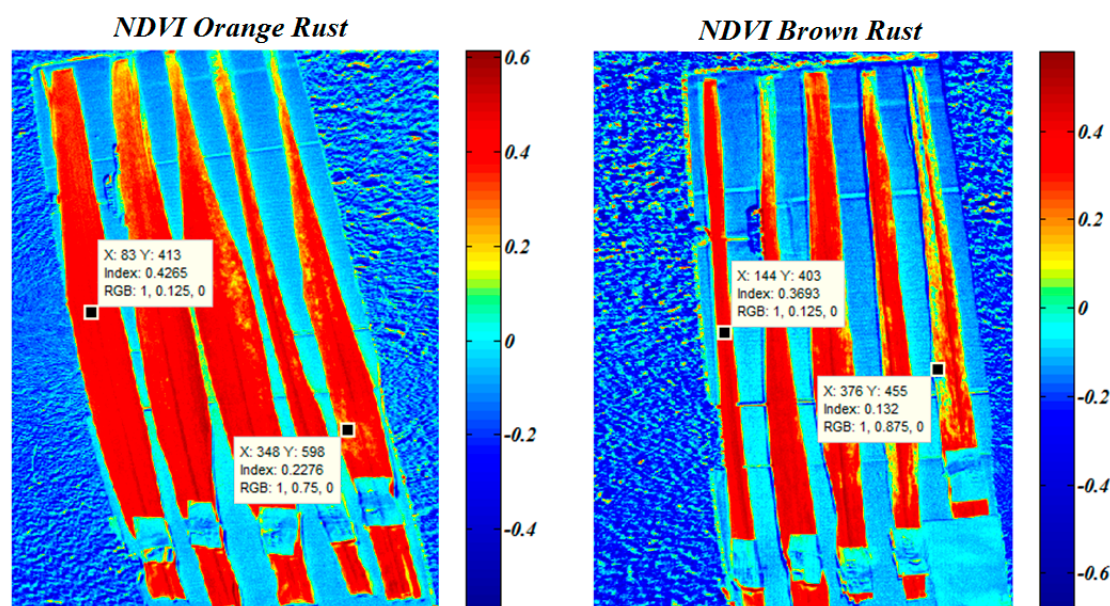 NDVI Orange Rust
NDVI Brown Rust
X: 83 Y: 413
Index: 0.4265
RGB: 1, 0.125, 0
X: 348 Y: 598
Index: 0.2276
RGB: 1, 0.75, 0
0.6
0.4
0.2
0
-0.2
-0.4
X: 144 Y: 403
Index: 0.3693
RGB: 1, 0.125, 0
X: 376 Y: 455
Index: 0.132
RGB: 1, 0.875, 0
0.4
0.2
0
-0.2
-0.4
-0.6